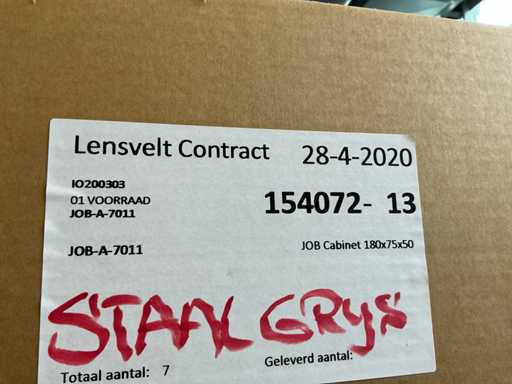 Lensvelt Contract 28-4-2020
IO200303
01 VOORRAAD 154072- 13
JOB-A-7011
JOB-A-7011 JOB Cabinet 180x75x50
STAAL GRYS
Totaal aantal: 7 Geleverd aantal: